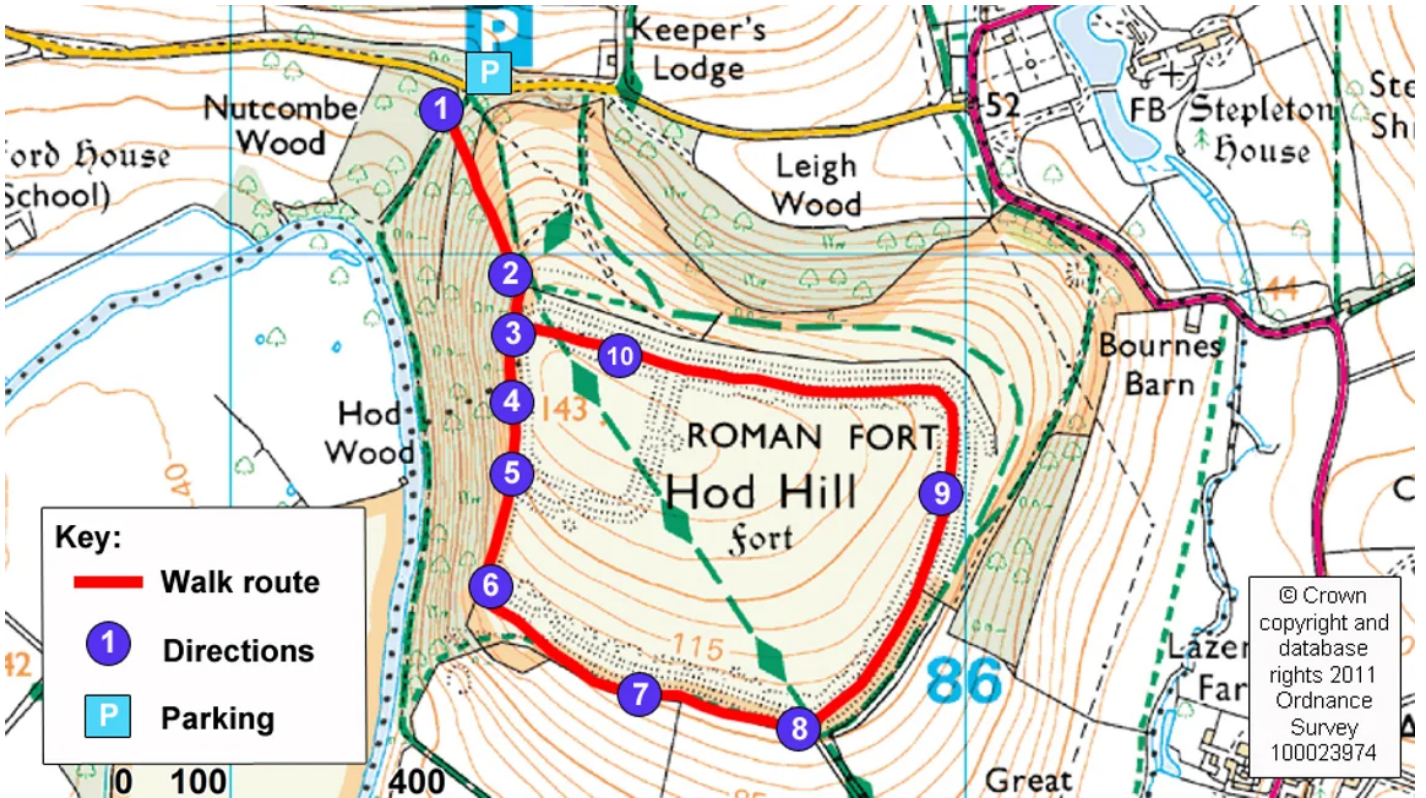 P
Keeper's
Lodge
P
1
Nutcombe
Wood
52
FB
Stepleton
House
Ste
Sh
ord House
School)
Leigh
Wood
2
44
3
10
Bournes
Barn
4
143
Hod
Wood
ROMAN FORT
5
Hod Hill
fort
9
40
C
6
Key:
Walk route
1
Directions
P
Parking
42
115
7
8
86
Lazer
Far
© Crown
copyright and
database
rights 2011
Ordnance
Survey
100023974
0 100 400
Great